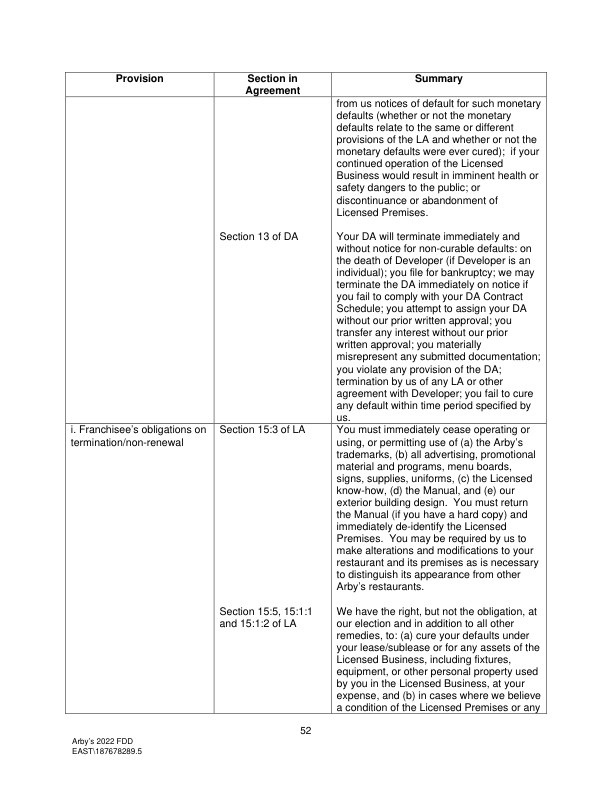 Provision
Section in
Agreement
Summary
from us notices of default for such monetary
defaults (whether or not the monetary
defaults relate to the same or different
provisions of the LA and whether or not the
monetary defaults were ever cured);  if your
continued operation of the Licensed
Business would result in imminent health or
safety dangers to the public; or
discontinuance or abandonment of
Licensed Premises.
Section 13 of DA
Your DA will terminate immediately and
without notice for non-curable defaults: on
the death of Developer (if Developer is an
individual); you file for bankruptcy; we may
terminate the DA immediately on notice if
you fail to comply with your DA Contract
Schedule; you attempt to assign your DA
without our prior written approval; you
transfer any interest without our prior
written approval; you materially
misrepresent any submitted documentation;
you violate any provision of the DA;
termination by us of any LA or other
agreement with Developer; you fail to cure
any default within time period specified by
us.
i. Franchisee's obligations on
termination/non-renewal
Section 15:3 of LA
You must immediately cease operating or
using, or permitting use of (a) the Arby's
trademarks, (b) all advertising, promotional
material and programs, menu boards,
signs, supplies, uniforms, (c) the Licensed
know-how, (d) the Manual, and (e) our
exterior building design.  You must return
the Manual (if you have a hard copy) and
immediately de-identify the Licensed
Premises.  You may be required by us to
make alterations and modifications to your
restaurant and its premises as is necessary
to distinguish its appearance from other
Arby's restaurants.
Section 15:5, 15:1:1
and 15:1:2 of LA
We have the right, but not the obligation, at
our election and in addition to all other
remedies, to: (a) cure your defaults under
your lease/sublease or for any assets of the
Licensed Business, including fixtures,
equipment, or other personal property used
by you in the Licensed Business, at your
expense, and (b) in cases where we believe
a condition of the Licensed Premises or any
52
Arby's 2022 FDD
EAST\187678289.5